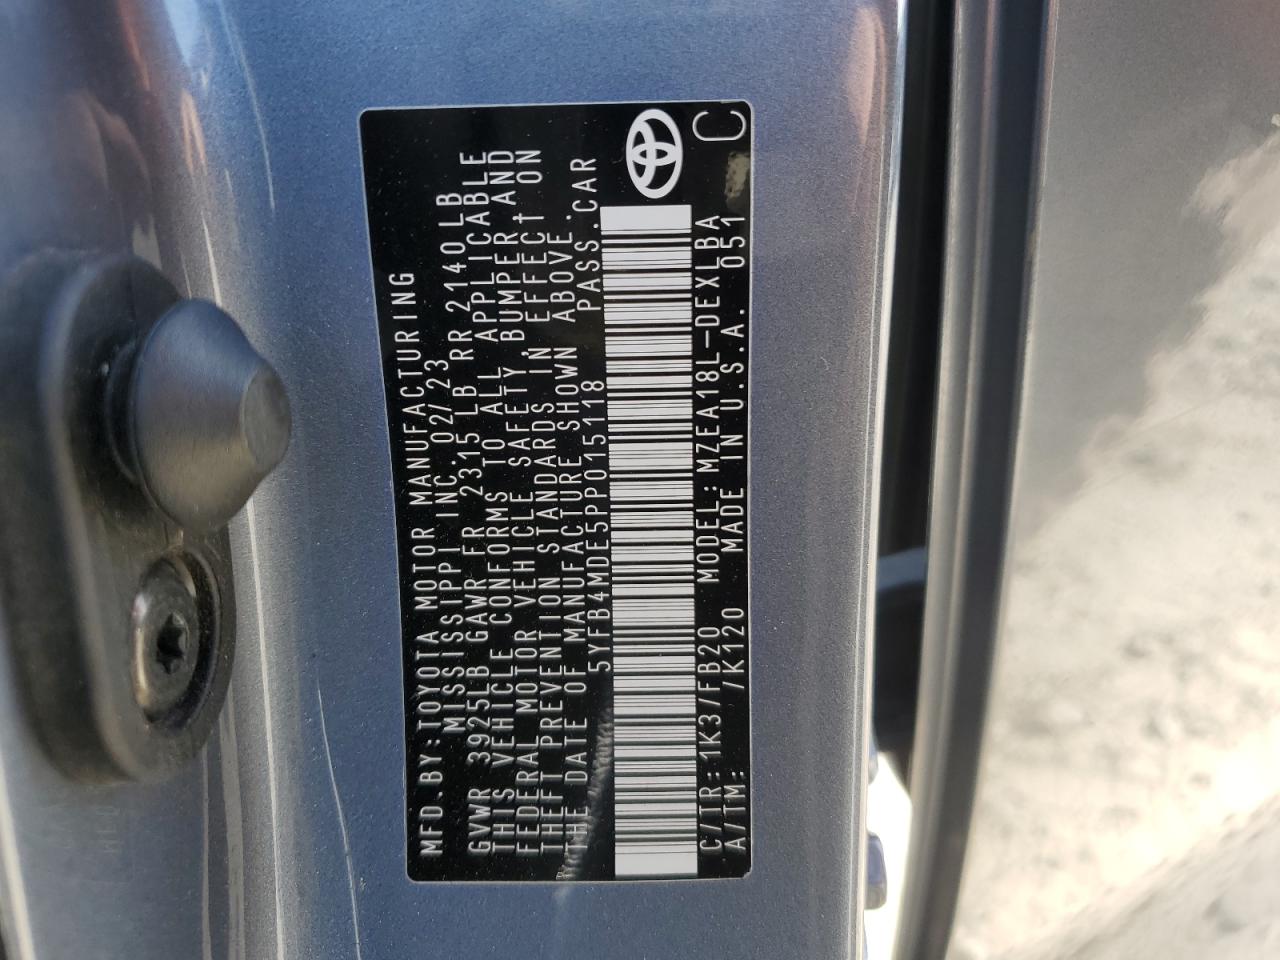 MFD.BY:TOYOTA MOTOR MANUFACTURING
MISSISSIPPI INC. 02/23
GVWR 3925LB GAWR FR 2315LB RR 2140LB
THIS VEHICLE CONFORMS TO ALL APPLICABLE
FEDERAL MOTOR VEHICLE SAFETY, BUMPER, AND
THEFT PREVENTION STANDARDS IN EFFECT ON
THE DATE OF MANUFACTURE SHOWN ABOVE.
5YFB4MDE5PP015118 PASS.CAR
C/TR: 1K3/FB20 MODEL: MZEA18L-DEXLBA
A/TM: /K120 MADE IN U.S.A. 051
C